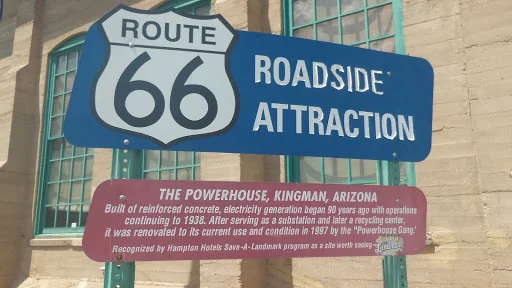 ROUTE
66
ROADSIDE
ATTRACTION
THE POWERHOUSE, KINGMAN, ARIZONA
Built of reinforced concrete, electricity generation began 90 years ago with operations
continuing to 1938. After serving as a substation and later a recycling center,
it was renovated to its current use and condition in 1997 by the "Powerhouse Gang.'
Recognized by Hampton Hotels Save-A-Landmark program as a site worth seeing